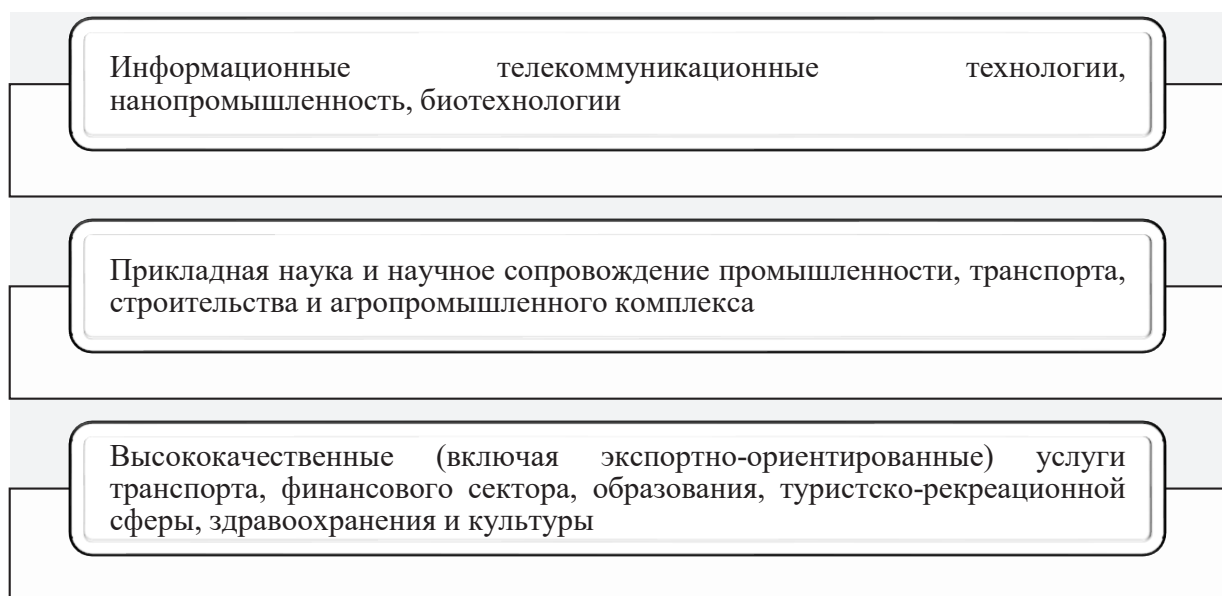 Информационные телекоммуникационные технологии,
нанопромышленность, биотехнологии
Прикладная наука и научное сопровождение промышленности, транспорта,
строительства и агропромышленного комплекса
Высококачественные (включая экспортно-ориентированные) услуги
транспорта, финансового сектора, образования, туристско-рекреационной
сферы, здравоохранения и культуры